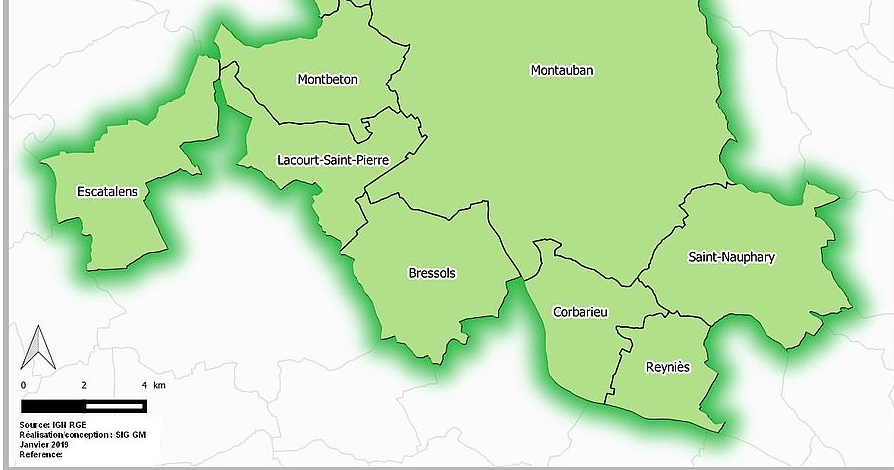 Montauban
Montbeton
Lacourt-Saint-Pierre
Escatalens
Saint-Nauphary
Bressols
Corbarieu
Reyniès
0 2 4 km
Source: IGN RGE
Réalisation/conception: SIG GM
Janvier 2019
Reference: